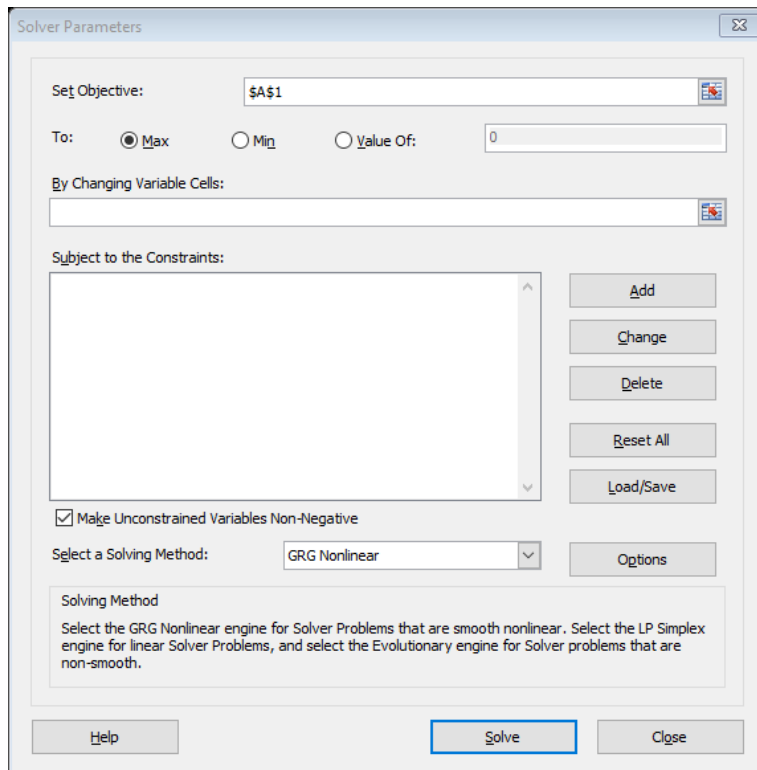 Solver Parameters
Set Objective:
$A$1
To:
Max
Min
Value Of:
0
By Changing Variable Cells:
Subject to the Constraints:
Add
Change
Delete
Reset All
Load/Save
Make Unconstrained Variables Non-Negative
Select a Solving Method:
GRG Nonlinear
Options
Solving Method
Select the GRG Nonlinear engine for Solver Problems that are smooth nonlinear. Select the LP Simplex
engine for linear Solver Problems, and select the Evolutionary engine for Solver problems that are
non-smooth.
Help
Solve
Close